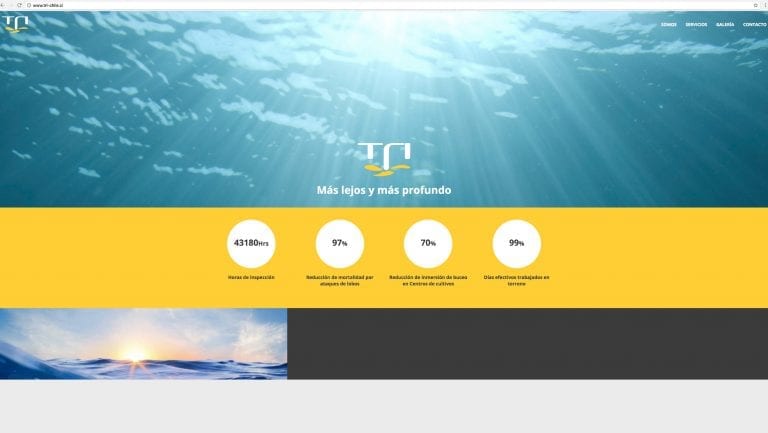 www.tri-chile.cl
SOMOS SERVICIOS GALERÍA CONTACTO
TRI
TRI
Más lejos y más profundo
43180Hrs 97% 70% 99%
Horas de inspección
Reducción de mortalidad por
ataques de lobos
Reducción de inmersión de buceo
en Centros de cultivos
Días efectivos trabajados en
terreno